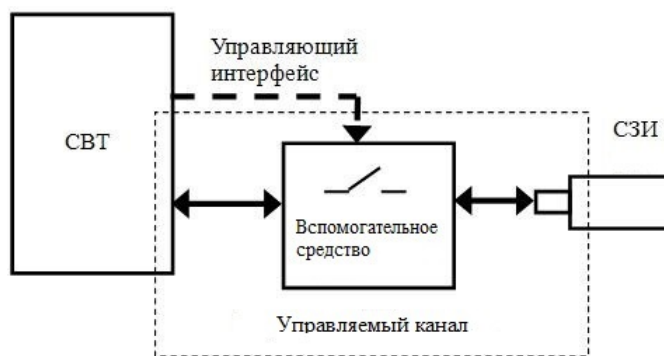 Управляющий
интерфейс
СВТ
СЗИ
Вспомогательное
средство
Управляемый канал